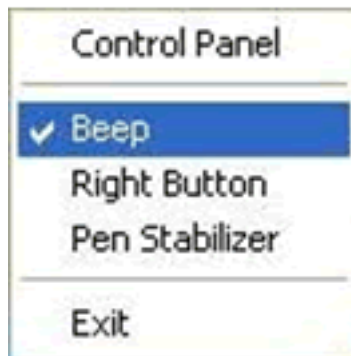 Control Panel
Beep
Right Button
Pen Stabilizer
Exit